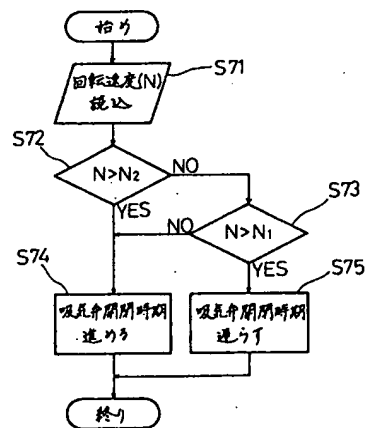 始め
回転速度(N)
読込
S71
S72
N>N2
NO
YES
S73
N>N1
NO
YES
S74
吸気弁開閉時期
進める
S75
吸気弁開閉時期
遅らす
終り